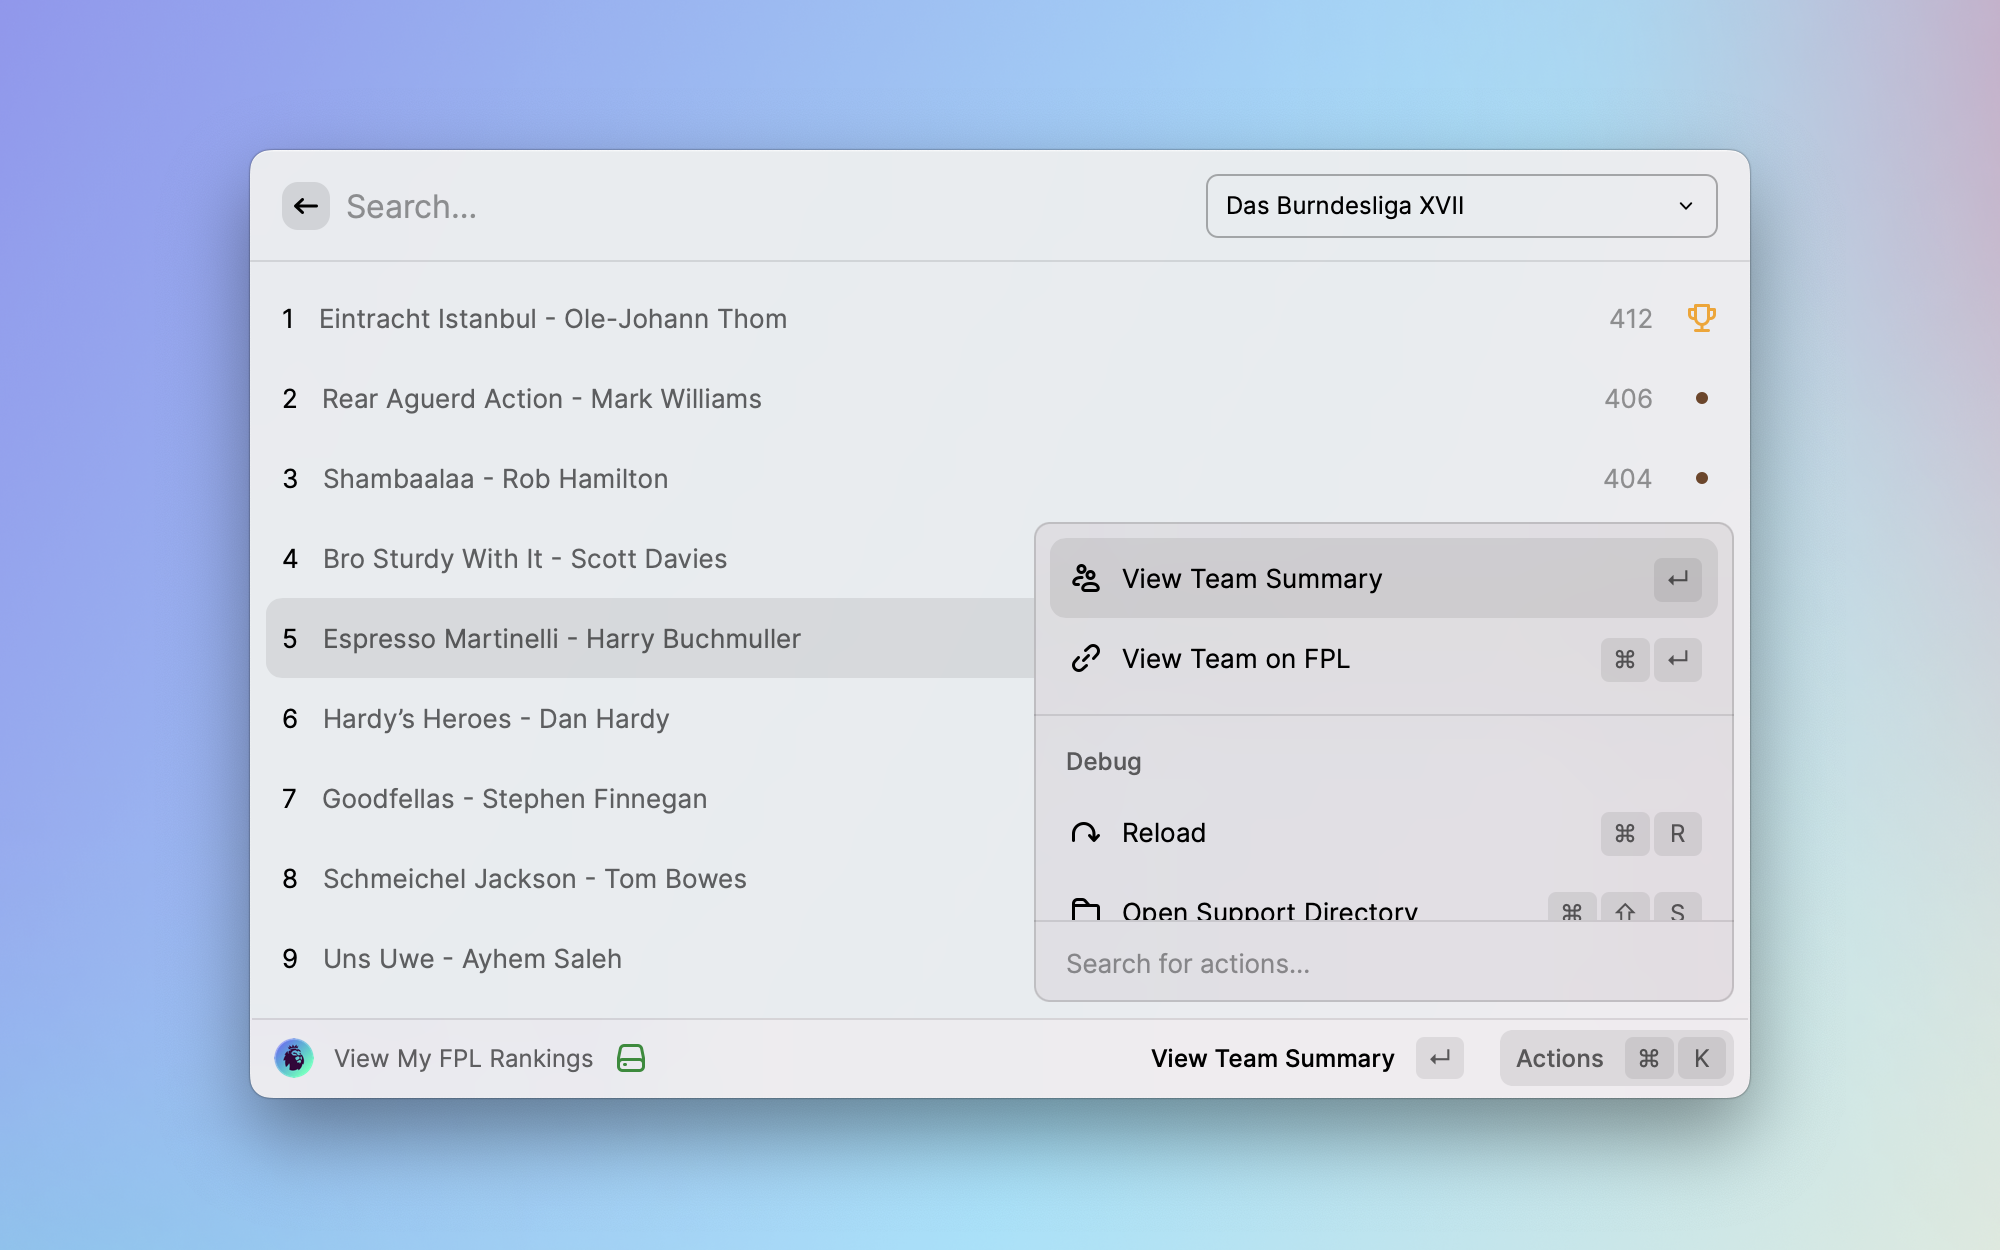 Search...
Das Burndesliga XVII
1 Eintracht Istanbul - Ole-Johann Thom 412
2 Rear Aguerd Action - Mark Williams 406
3 Shambaalaa - Rob Hamilton 404
4 Bro Sturdy With It - Scott Davies
5 Espresso Martinelli - Harry Buchmuller
6 Hardy’s Heroes - Dan Hardy
7 Goodfellas - Stephen Finnegan
8 Schmeichel Jackson - Tom Bowes
9 Uns Uwe - Ayhem Saleh
View Team Summary ↵
View Team on FPL ⌘ ↵
Debug
Reload ⌘ R
Open Support Directory ⌘ ⇧ S
Search for actions...
View My FPL Rankings
View Team Summary ↵
Actions ⌘ K